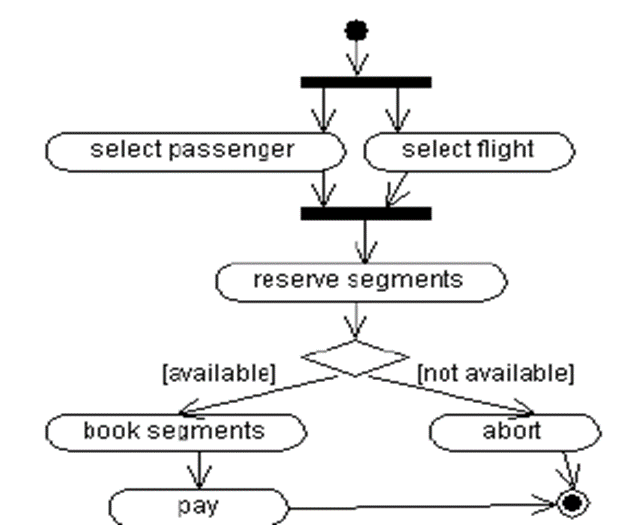 select passenger
select flight
reserve segments
[available]
[not available]
book segments
abort
pay